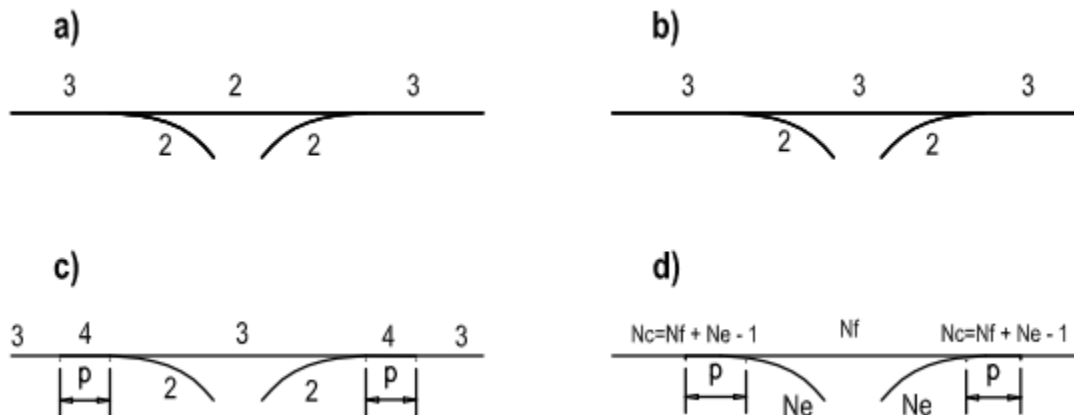 a)
3 2 3
2 2
b)
3 3 3
2 2
c)
3 4 3 4 3
p 2 2 p
d)
Nc=Nf + Ne - 1 Nf Nc=Nf + Ne - 1
p Ne Ne p